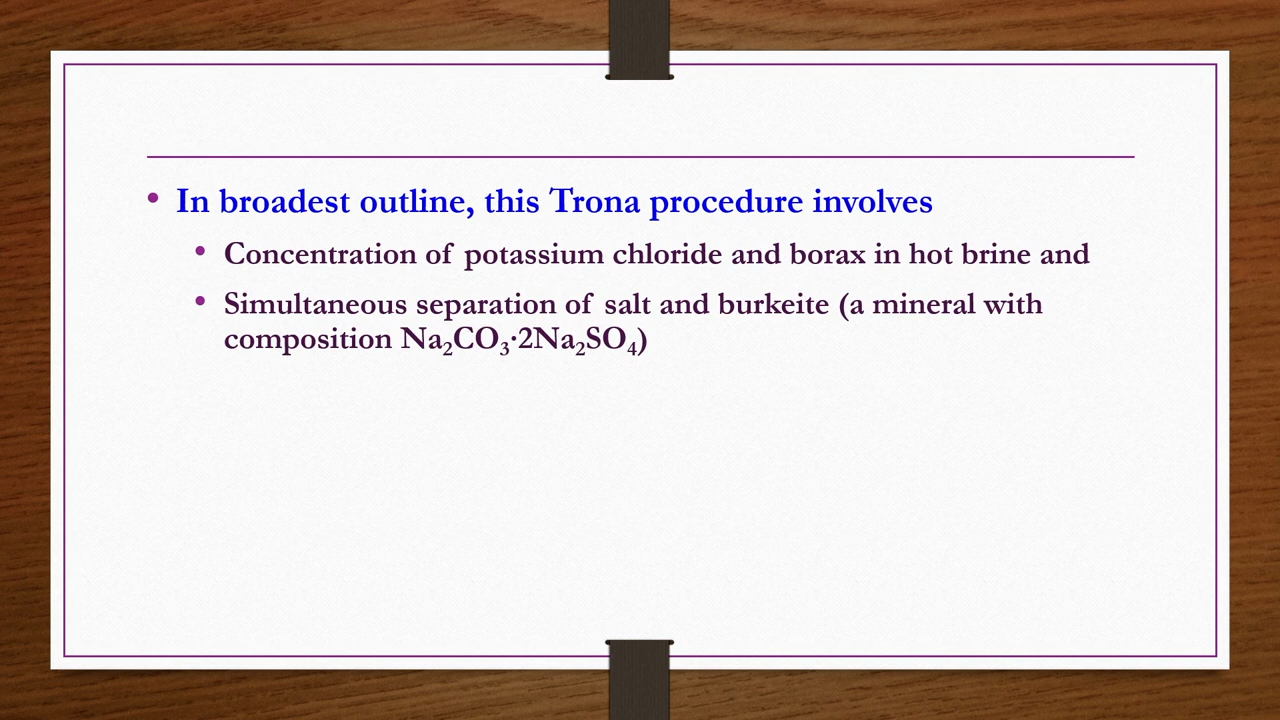 • In broadest outline, this Trona procedure involves
• Concentration of potassium chloride and borax in hot brine and
• Simultaneous separation of salt and burkeite (a mineral with
composition Na₂CO₃·2Na₂SO₄)